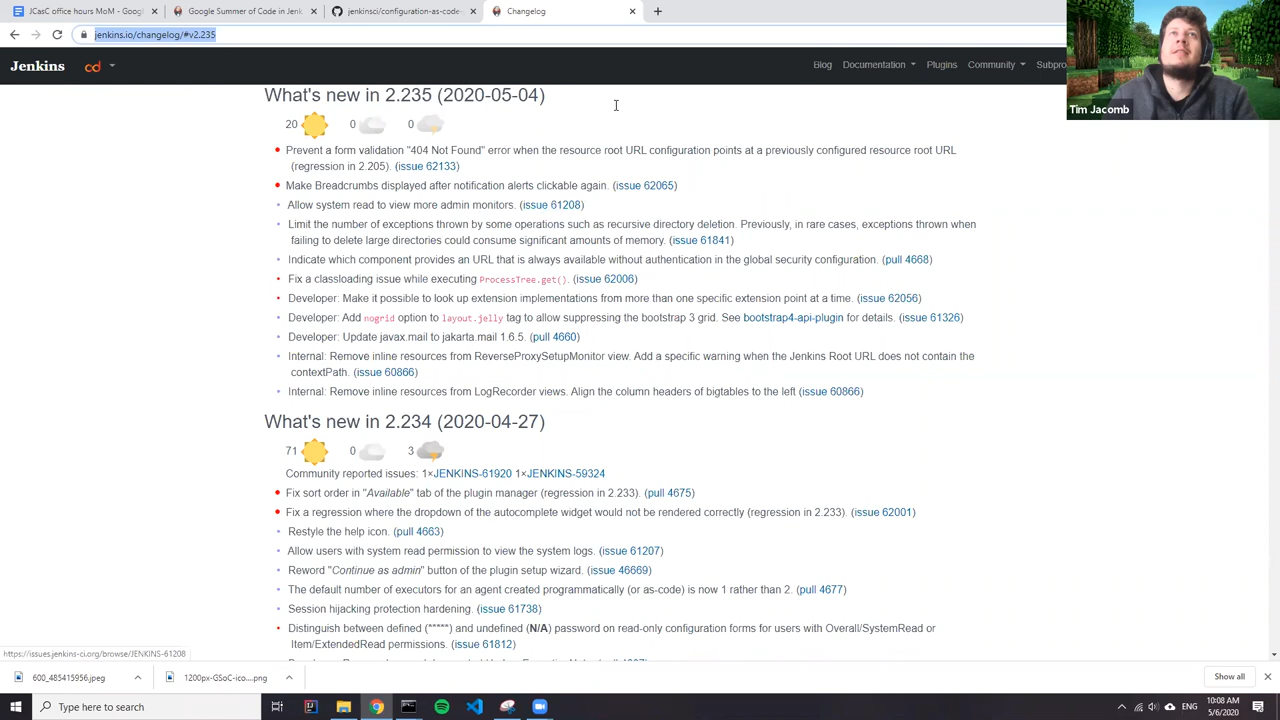 JCasC office hours MoM - Goog
Google Summer of Code in Jenk
jenkinsci/configuration-as-code-
Changelog
jenkins.io/changelog/#v2.235
Jenkins
cd
Blog
Documentation
Plugins
Community
Subpro
Tim Jacomb
What's new in 2.235 (2020-05-04)
20
0
0
Prevent a form validation "404 Not Found" error when the resource root URL configuration points at a previously configured resource root URL
(regression in 2.205). (issue 62133)
Make Breadcrumbs displayed after notification alerts clickable again. (issue 62065)
Allow system read to view more admin monitors. (issue 61208)
Limit the number of exceptions thrown by some operations such as recursive directory deletion. Previously, in rare cases, exceptions thrown when
failing to delete large directories could consume significant amounts of memory. (issue 61841)
Indicate which component provides an URL that is always available without authentication in the global security configuration. (pull 4668)
Fix a classloading issue while executing ProcessTree.get(). (issue 62006)
Developer: Make it possible to look up extension implementations from more than one specific extension point at a time. (issue 62056)
Developer: Add nogrid option to layout.jelly tag to allow suppressing the bootstrap 3 grid. See bootstrap4-api-plugin for details. (issue 61326)
Developer: Update javax.mail to jakarta.mail 1.6.5. (pull 4660)
Internal: Remove inline resources from ReverseProxySetupMonitor view. Add a specific warning when the Jenkins Root URL does not contain the
contextPath. (issue 60866)
Internal: Remove inline resources from LogRecorder views. Align the column headers of bigtables to the left (issue 60866)
What's new in 2.234 (2020-04-27)
71
0
3
Community reported issues: 1×JENKINS-61920 1×JENKINS-59324
Fix sort order in "Available" tab of the plugin manager (regression in 2.233). (pull 4675)
Fix a regression where the dropdown of the autocomplete widget would not be rendered correctly (regression in 2.233). (issue 62001)
Restyle the help icon. (pull 4663)
Allow users with system read permission to view the system logs. (issue 61207)
Reword "Continue as admin" button of the plugin setup wizard. (issue 46669)
The default number of executors for an agent created programmatically (or as-code) is now 1 rather than 2. (pull 4677)
Session hijacking protection hardening. (issue 61738)
Distinguish between defined (*****) and undefined (N/A) password on read-only configuration forms for users with Overall/SystemRead or
Item/ExtendedRead permissions. (issue 61812)
https://issues.jenkins-ci.org/browse/JENKINS-61208
600_485415956.jpeg
1200px-GSoC-ico....png
Show all
Type here to search
ENG
10:08 AM
5/6/2020